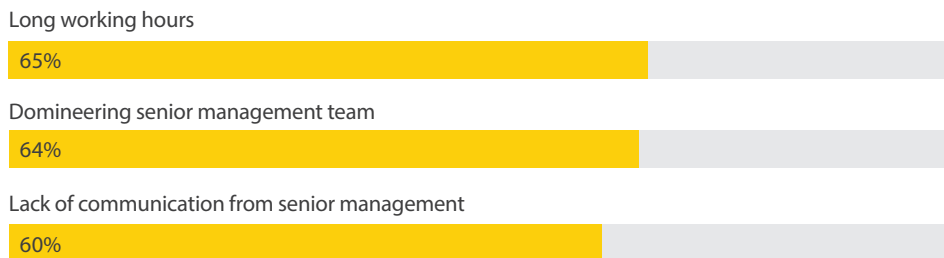 Long working hours
65%
Domineering senior management team
64%
Lack of communication from senior management
60%